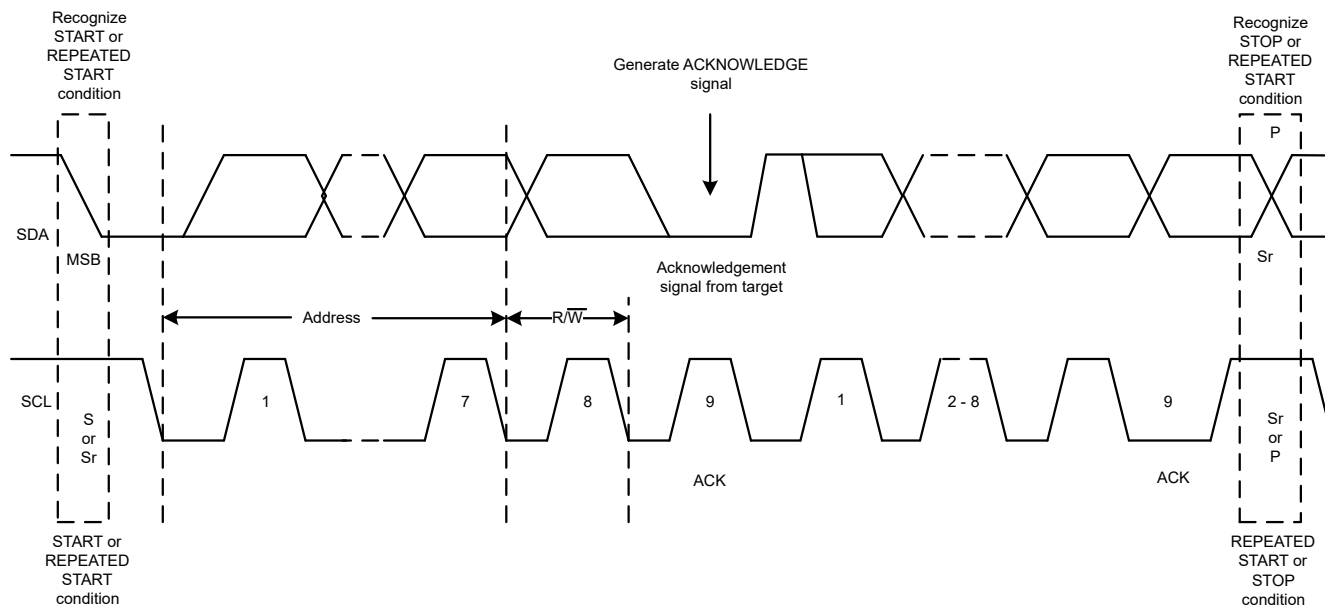 Recognize
START or
REPEATED
START
condition
Recognize
STOP or
REPEATED
START
condition
Generate ACKNOWLEDGE
signal
P
SDA
MSB
Acknowledgement
signal from target
Sr
Address
R/W̅
SCL
1
7
8
9
1
2 - 8
9
S
or
Sr
Sr
or
P
ACK
ACK
START or
REPEATED
START
condition
REPEATED
START or
STOP
condition